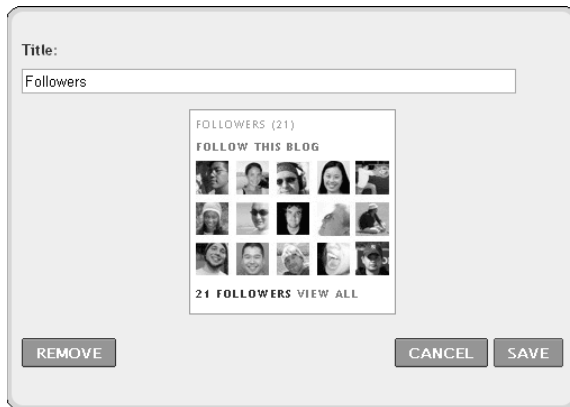 Title:
Followers
FOLLOWERS (21)
FOLLOW THIS BLOG
21 FOLLOWERS VIEW ALL
REMOVE CANCEL SAVE